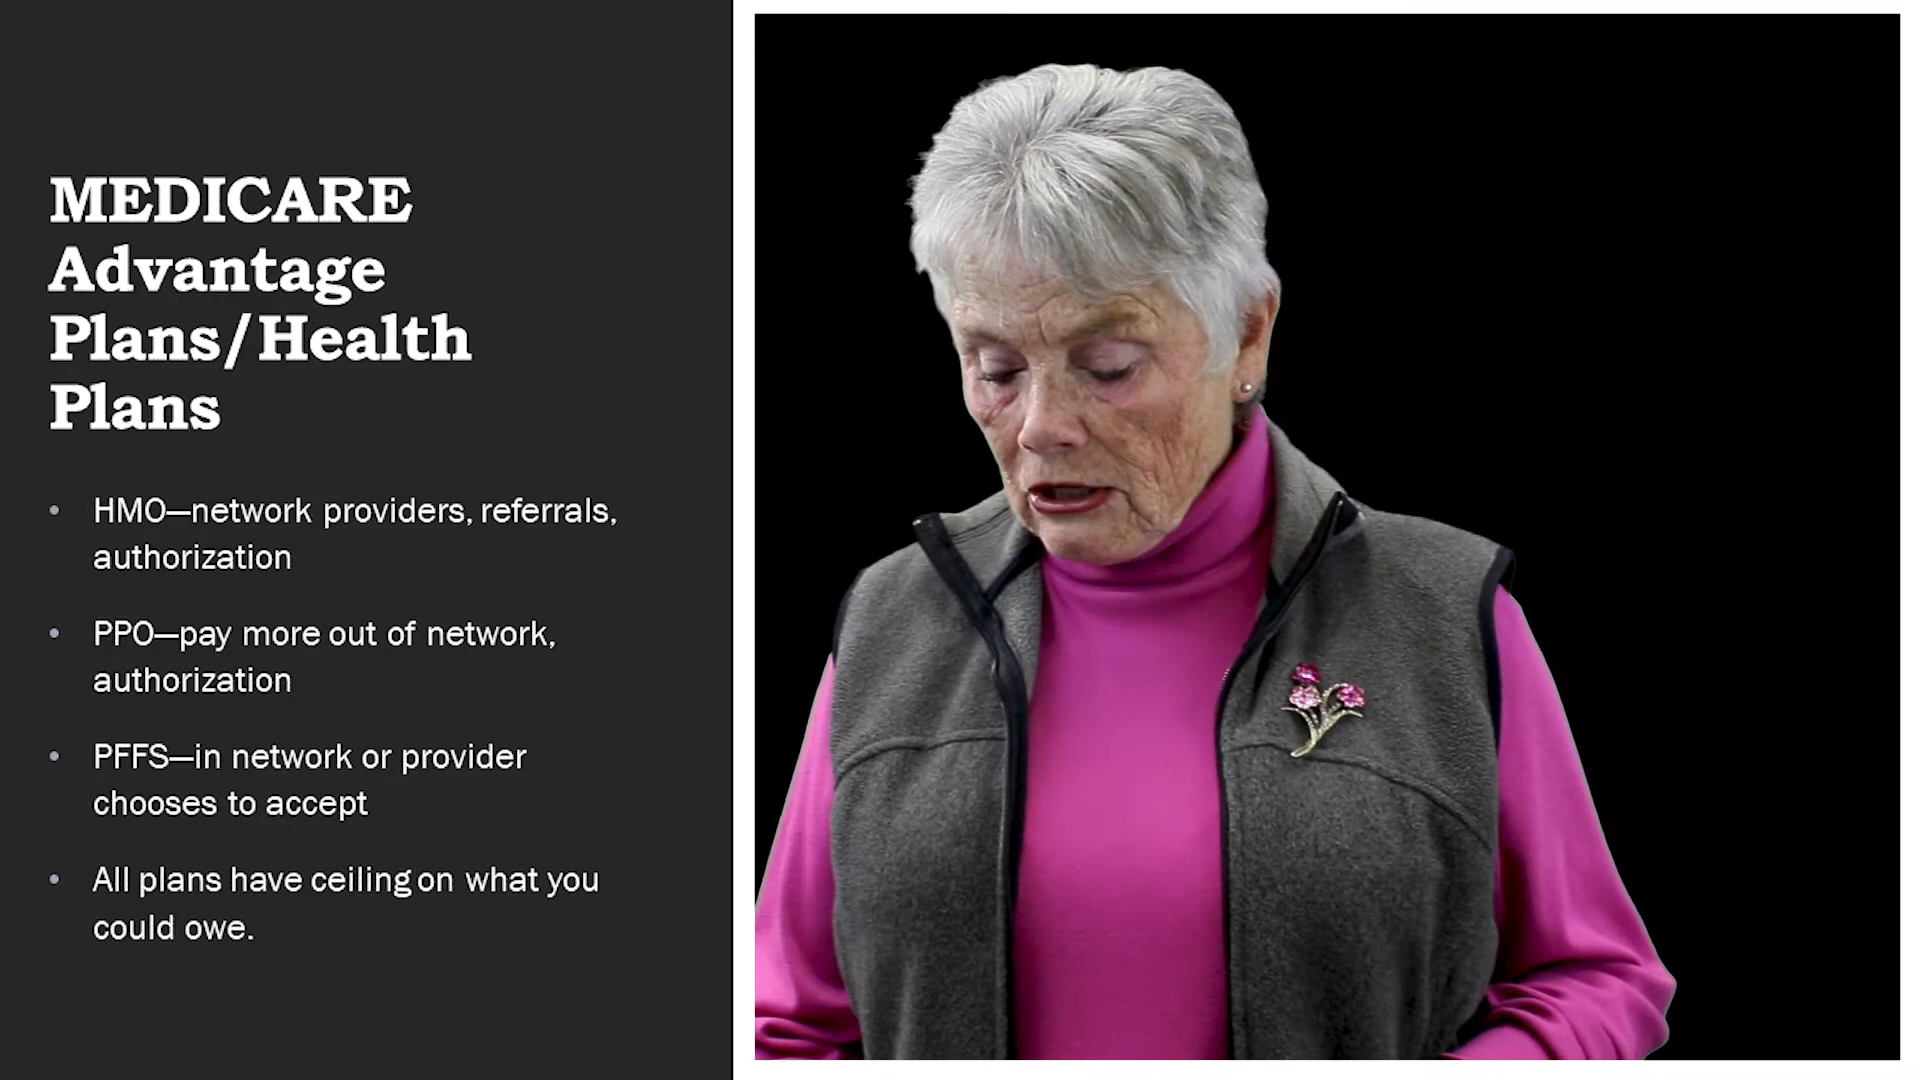 MEDICARE
Advantage
Plans/Health
Plans
• HMO—network providers, referrals,
authorization
• PPO—pay more out of network,
authorization
• PFFS—in network or provider
chooses to accept
• All plans have ceiling on what you
could owe.